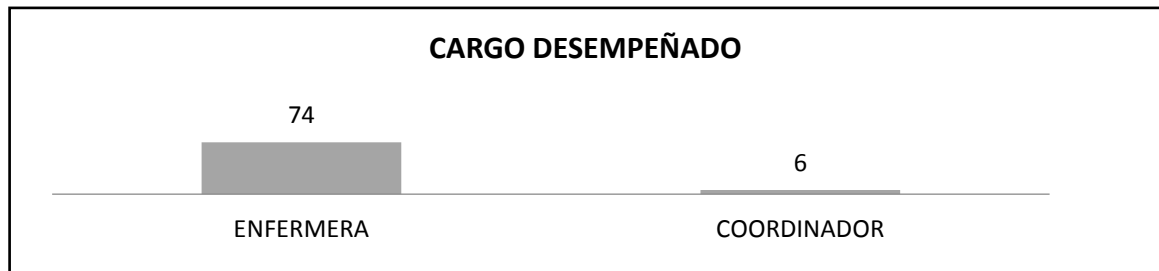 CARGO DESEMPEÑADO
74
6
ENFERMERA
COORDINADOR